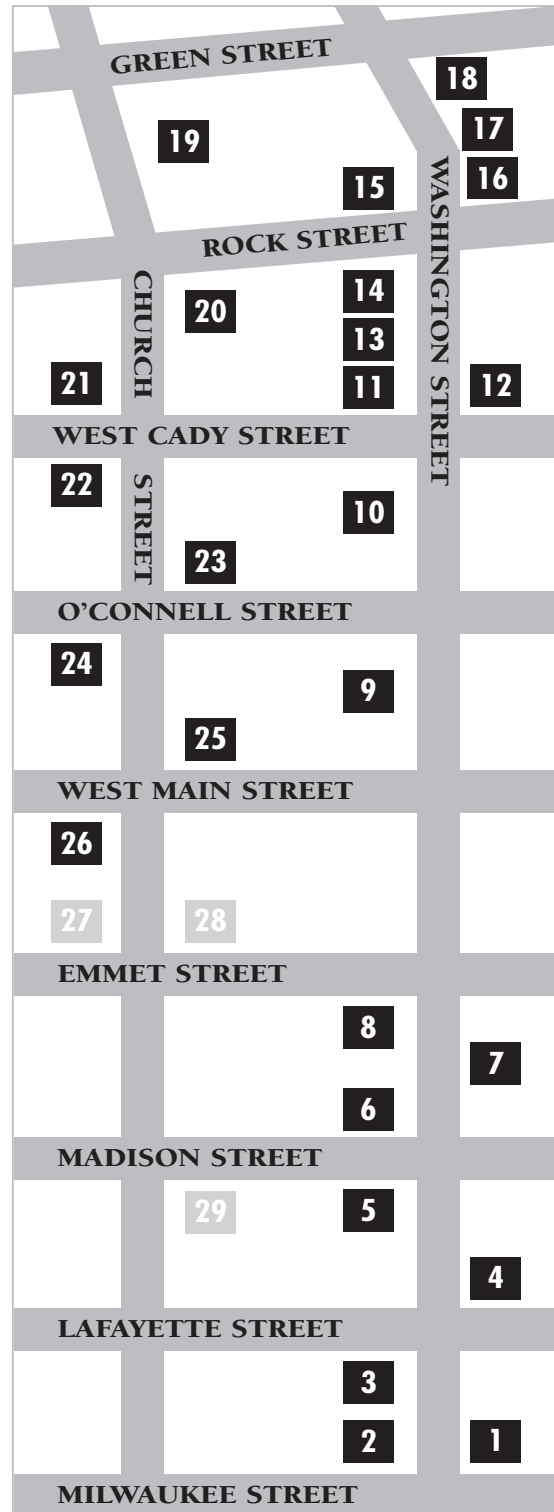 GREEN STREET
18
17
19
16
15
WASHINGTON STREET
ROCK STREET
CHURCH
14
20
13
21
11
12
WEST CADY STREET
22
STREET
10
23
O'CONNELL STREET
24
9
25
WEST MAIN STREET
26
27
28
EMMET STREET
8
7
6
MADISON STREET
29
5
4
LAFAYETTE STREET
3
2
1
MILWAUKEE STREET